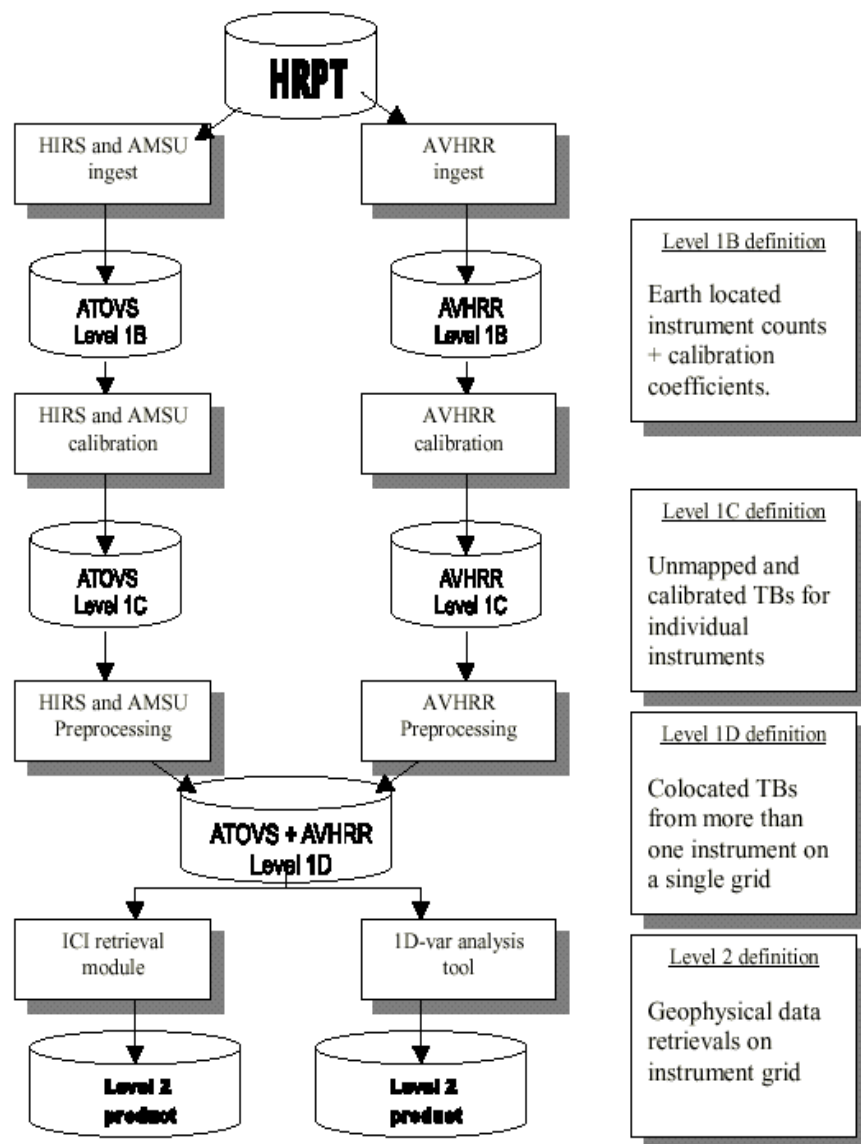 HRPT
HIRS and AMSU
ingest
AVHRR
ingest
ATOVS
Level 1B
AVHRR
Level 1B
Level 1B definition
Earth located
instrument counts
+ calibration
coefficients.
HIRS and AMSU
calibration
AVHRR
calibration
ATOVS
Level 1C
AVHRR
Level 1C
Level 1C definition
Unmapped and
calibrated TBs for
individual
instruments
HIRS and AMSU
Preprocessing
AVHRR
Preprocessing
ATOVS + AVHRR
Level 1D
Level 1D definition
Colocated TBs
from more than
one instrument on
a single grid
ICI retrieval
module
1D-var analysis
tool
Level 2
product
Level 2
product
Level 2 definition
Geophysical data
retrievals on
instrument grid